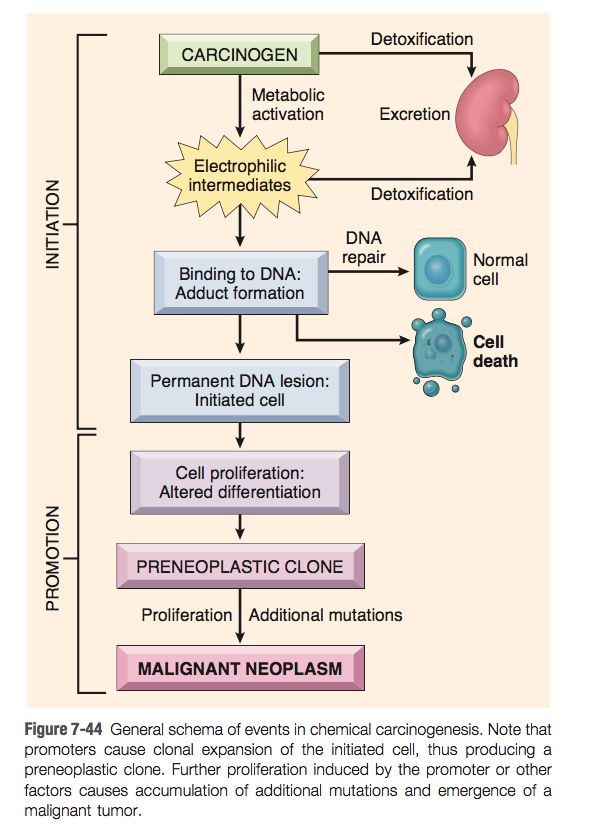 CARCINOGEN
Detoxification
Metabolic
activation
Excretion
Electrophilic
intermediates
Detoxification
INITIATION
DNA
repair
Binding to DNA:
Adduct formation
Normal
cell
Cell
death
Permanent DNA lesion:
Initiated cell
Cell proliferation:
Altered differentiation
PROMOTION
PRENEOPLASTIC CLONE
Proliferation
Additional mutations
MALIGNANT NEOPLASM
Figure 7-44 General schema of events in chemical carcinogenesis. Note that
promoters cause clonal expansion of the initiated cell, thus producing a
preneoplastic clone. Further proliferation induced by the promoter or other
factors causes accumulation of additional mutations and emergence of a
malignant tumor.